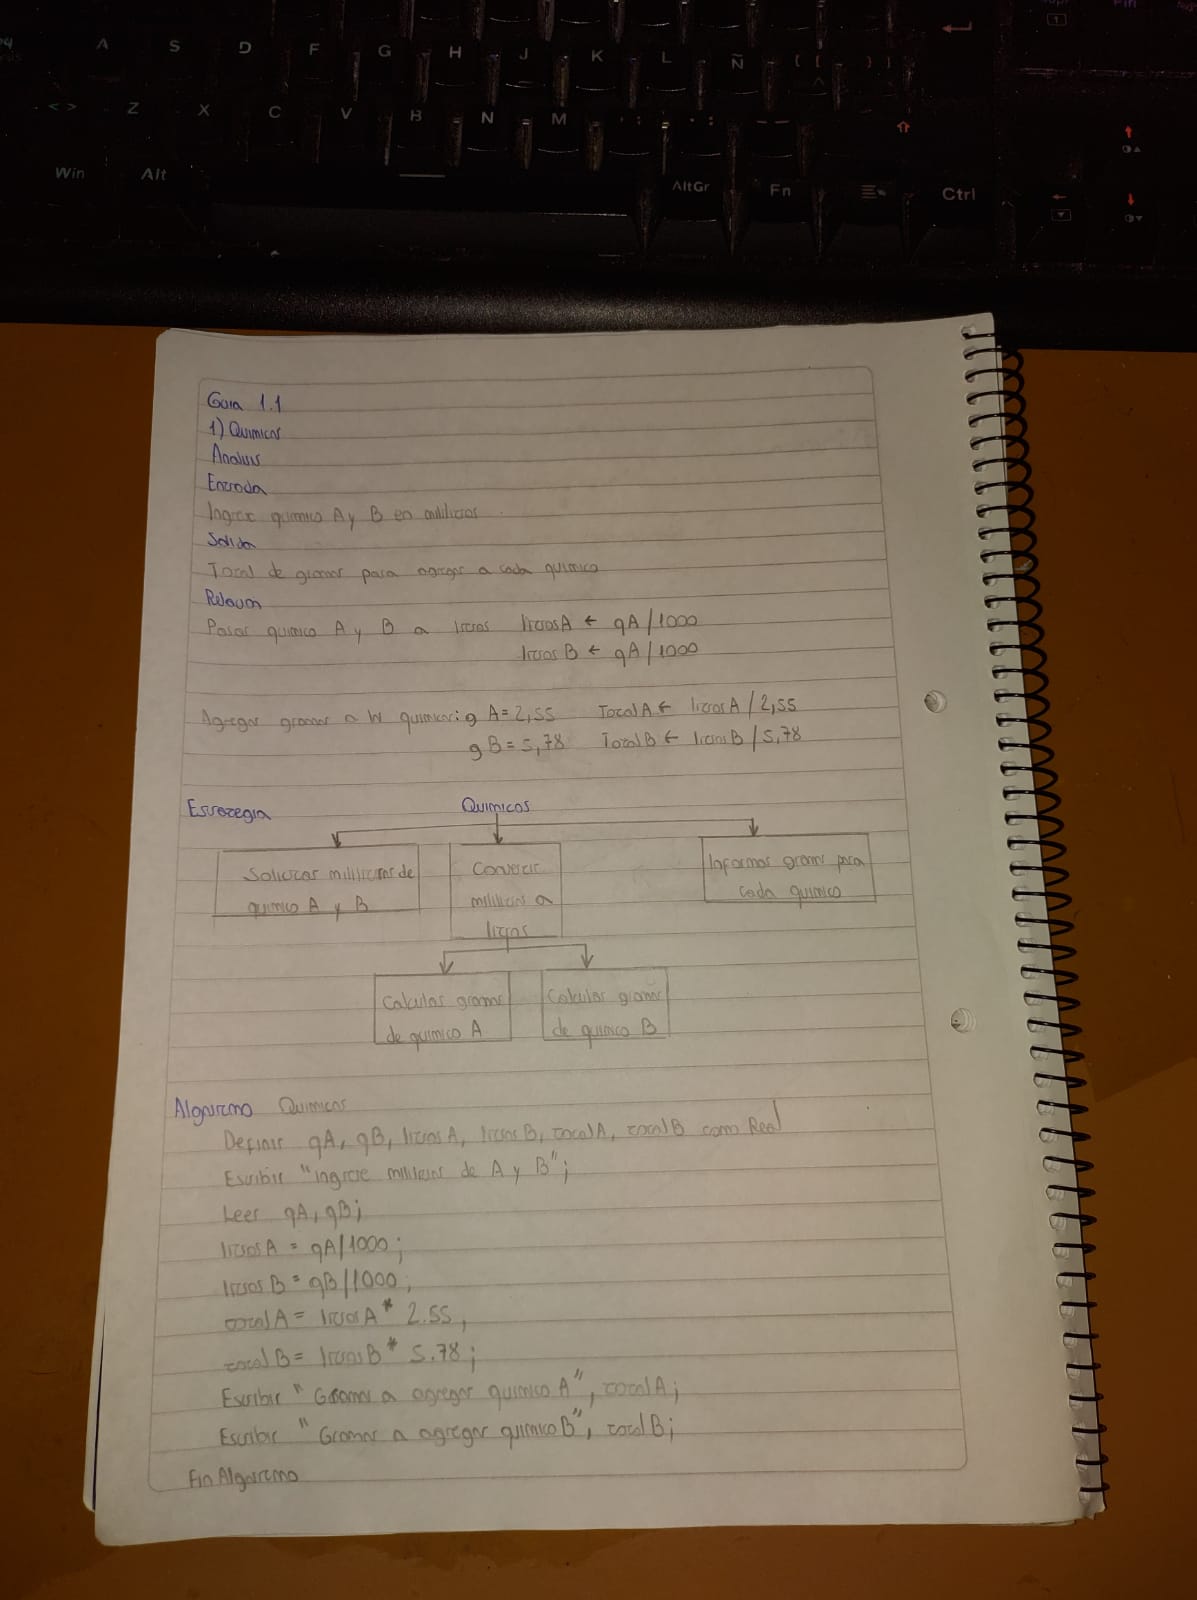 A S D F G H J K L Ñ { [ } ]
< > Z X C V B N M , ; . : - _
Win Alt AltGr Fn Ctrl
Guia 1.1
1) Quimicos
Analisis
Entrada
Ingrese quimico A y B en mililitros
Salida
Total de gramos para agregar a cada quimico
Relacion
Pasar quimico A y B a litros litrosA ← qA/1000
litros B ← qA/1000
Agregar gramos a los quimicos: g A = 2,55 Total A ← litros A / 2,55
g B = 5,78 Total B ← litros B / 5,78
Estrategia Quimicos
Solicitar mililitros de
quimico A y B
Convertir
mililitros a
litros
Informar gramos para
cada quimico
Calcular gramos
de quimico A
Calcular gramos
de quimico B
Algoritmo Quimicos
Definir qA, qB, litrosA, litros B, totalA, total B como Real
Escribir "ingrese mililitros de A y B";
Leer qA, qB;
litrosA = qA/1000;
litros B = qB/1000;
total A = litros A * 2.55;
total B = litros B * 5.78;
Escribir "Gramos a agregar quimico A", total A;
Escribir "Gramos a agregar quimico B", total B;
Fin Algoritmo